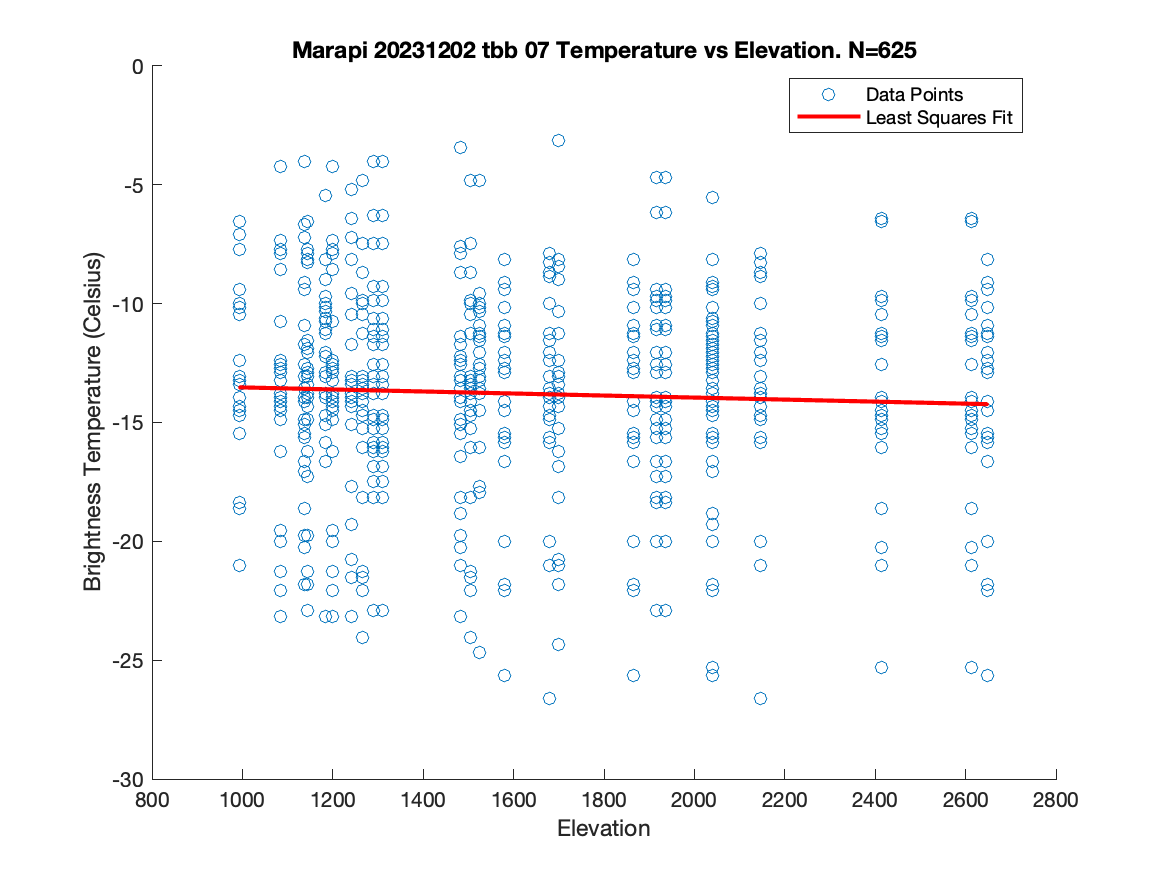 Marapi 20231202 tbb 07 Temperature vs Elevation. N=625
0
-5
-10
-15
-20
-25
-30
Brightness Temperature (Celsius)
Data Points
Least Squares Fit
800 1000 1200 1400 1600 1800 2000 2200 2400 2600 2800
Elevation